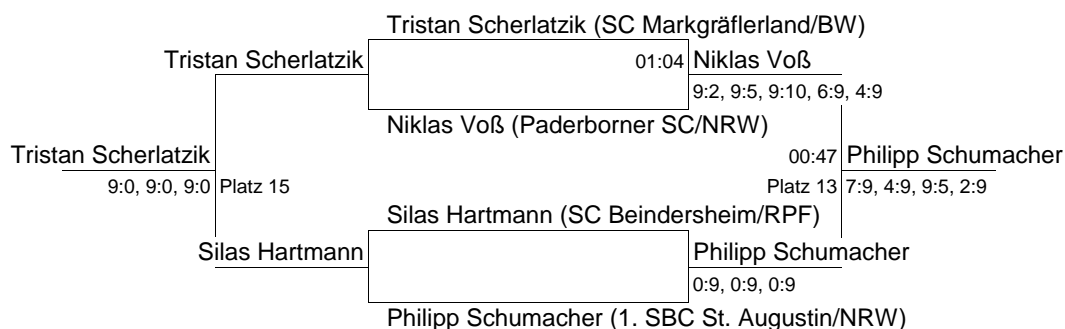 Tristan Scherlatzik (SC Markgräflerland/BW)
Tristan Scherlatzik
01:04 Niklas Voß
9:2, 9:5, 9:10, 6:9, 4:9
Niklas Voß (Paderborner SC/NRW)
Tristan Scherlatzik
00:47 Philipp Schumacher
9:0, 9:0, 9:0 Platz 15
Platz 13 7:9, 4:9, 9:5, 2:9
Silas Hartmann (SC Beindersheim/RPF)
Silas Hartmann
Philipp Schumacher
0:9, 0:9, 0:9
Philipp Schumacher (1. SBC St. Augustin/NRW)